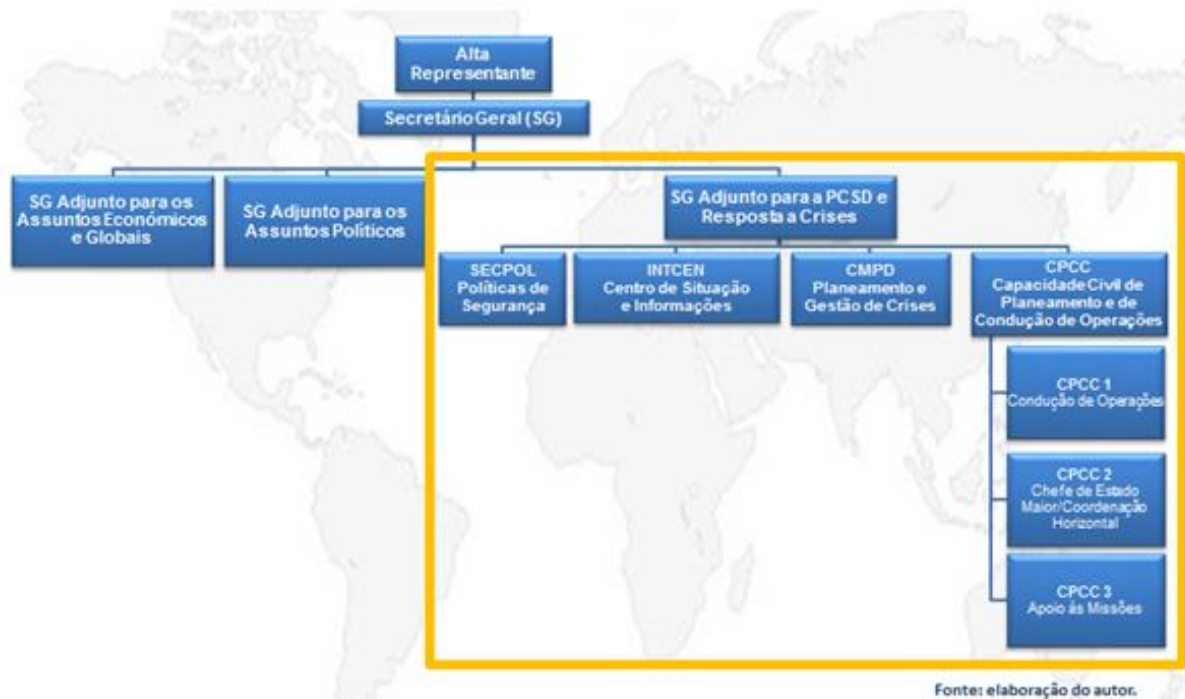 Alta
Representante
Secretário Geral (SG)
SG Adjunto para os
Assuntos Económicos
e Globais
SG Adjunto para os
Assuntos Políticos
SG Adjunto para a PCSD e
Resposta a Crises
SECPOL
Políticas de
Segurança
INTCEN
Centro de Situação
e Informações
CMPD
Planeamento e
Gestão de Crises
CPCC
Capacidade Civil de
Planeamento e de
Condução de Operações
CPCC 1
Condução de Operações
CPCC 2
Chefe de Estado
Maior/Coordenação
Horizontal
CPCC 3
Apoio ás Missões
Fonte: elaboração do autor.